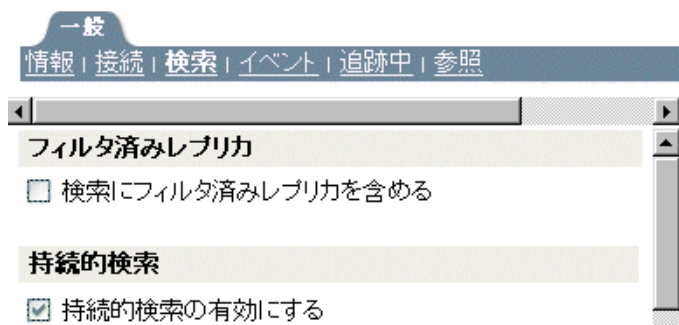 一般
情報 | 接続 | 検索 | イベント | 追跡中 | 参照
フィルタ済みレプリカ
検索にフィルタ済みレプリカを含める
持続的検索
持続的検索の有効にする